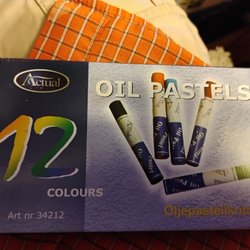 Actual
OIL PASTELS
12
COLOURS
Art nr 34212